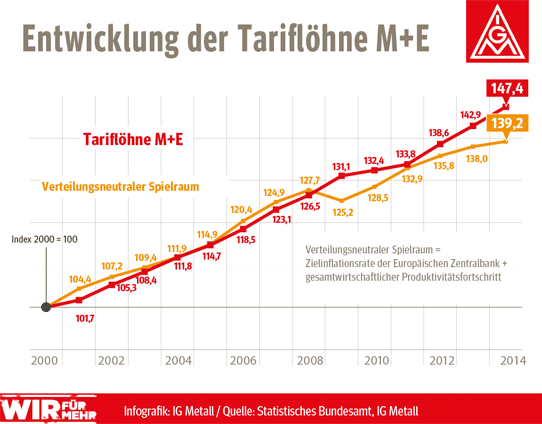 Entwicklung der Tariflöhne M+E
IGM
147,4
142,9
139,2
138,6
Tariflöhne M+E
131,1
132,4
133,8
138,0
135,8
132,9
Verteilungsneutraler Spielraum
127,7
124,9
128,5
126,5
125,2
120,4
123,1
118,5
114,9
114,7
Index 2000 = 100
111,9
111,8
109,4
108,4
107,2
105,3
104,4
101,7
Verteilungsneutraler Spielraum =
Zielinflationsrate der Europäischen Zentralbank +
gesamtwirtschaftlicher Produktivitätsfortschritt
2000 2002 2004 2006 2008 2010 2012 2014
WIR FÜR
MEHR
Infografik: IG Metall / Quelle: Statistisches Bundesamt, IG Metall